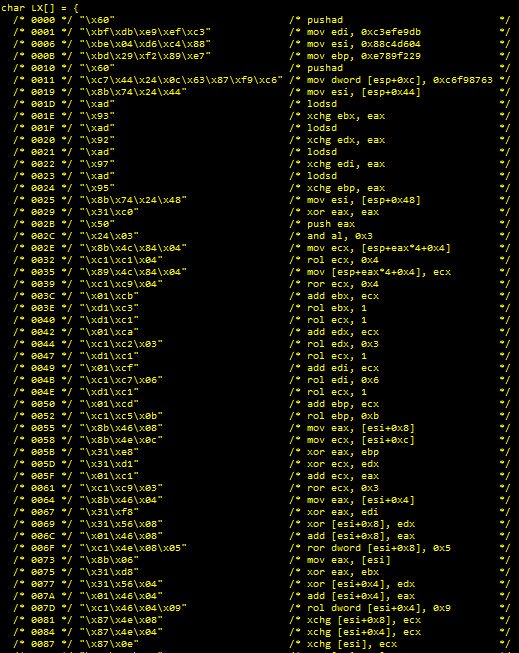 char LX[] = {
/* 0000 */ "\x60" /* pushad */
/* 0001 */ "\xbf\xdb\xe9\xef\xc3" /* mov edi, 0xc3efe9db */
/* 0006 */ "\xbe\x04\xd6\xc4\x88" /* mov esi, 0x88c4d604 */
/* 000B */ "\xbd\x29\xf2\x89\xe7" /* mov ebp, 0xe789f229 */
/* 0010 */ "\x60" /* pushad */
/* 0011 */ "\xc7\x44\x24\x0c\x63\x87\xf9\xc6" /* mov dword [esp+0xc], 0xc6f98763 */
/* 0019 */ "\x8b\x74\x24\x44" /* mov esi, [esp+0x44] */
/* 001D */ "\xad" /* lodsd */
/* 001E */ "\x93" /* xchg ebx, eax */
/* 001F */ "\xad" /* lodsd */
/* 0020 */ "\x92" /* xchg edx, eax */
/* 0021 */ "\xad" /* lodsd */
/* 0022 */ "\x97" /* xchg edi, eax */
/* 0023 */ "\xad" /* lodsd */
/* 0024 */ "\x95" /* xchg ebp, eax */
/* 0025 */ "\x8b\x74\x24\x48" /* mov esi, [esp+0x48] */
/* 0029 */ "\x31\xc0" /* xor eax, eax */
/* 002B */ "\x50" /* push eax */
/* 002C */ "\x24\x03" /* and al, 0x3 */
/* 002E */ "\x8b\x4c\x84\x04" /* mov ecx, [esp+eax*4+0x4] */
/* 0032 */ "\xc1\xc1\x04" /* rol ecx, 0x4 */
/* 0035 */ "\x89\x4c\x84\x04" /* mov [esp+eax*4+0x4], ecx */
/* 0039 */ "\xc1\xc9\x04" /* ror ecx, 0x4 */
/* 003C */ "\x01\xcb" /* add ebx, ecx */
/* 003E */ "\xd1\xc3" /* rol ebx, 1 */
/* 0040 */ "\xd1\xc1" /* rol ecx, 1 */
/* 0042 */ "\x01\xca" /* add edx, ecx */
/* 0044 */ "\xc1\xc2\x03" /* rol edx, 0x3 */
/* 0047 */ "\xd1\xc1" /* rol ecx, 1 */
/* 0049 */ "\x01\xcf" /* add edi, ecx */
/* 004B */ "\xc1\xc7\x06" /* rol edi, 0x6 */
/* 004E */ "\xd1\xc1" /* rol ecx, 1 */
/* 0050 */ "\x01\xcd" /* add ebp, ecx */
/* 0052 */ "\xc1\xc5\x0b" /* rol ebp, 0xb */
/* 0055 */ "\x8b\x46\x08" /* mov eax, [esi+0x8] */
/* 0058 */ "\x8b\x4e\x0c" /* mov ecx, [esi+0xc] */
/* 005B */ "\x31\xe8" /* xor eax, ebp */
/* 005D */ "\x31\xd1" /* xor ecx, edx */
/* 005F */ "\x01\xc1" /* add ecx, eax */
/* 0061 */ "\xc1\xc9\x03" /* ror ecx, 0x3 */
/* 0064 */ "\x8b\x46\x04" /* mov eax, [esi+0x4] */
/* 0067 */ "\x31\xf8" /* xor eax, edi */
/* 0069 */ "\x31\x56\x08" /* xor [esi+0x8], edx */
/* 006C */ "\x01\x46\x08" /* add [esi+0x8], eax */
/* 006F */ "\xc1\x4e\x08\x05" /* ror dword [esi+0x8], 0x5 */
/* 0073 */ "\x8b\x06" /* mov eax, [esi] */
/* 0075 */ "\x31\xd8" /* xor eax, ebx */
/* 0077 */ "\x31\x56\x04" /* xor [esi+0x4], edx */
/* 007A */ "\x01\x46\x04" /* add [esi+0x4], eax */
/* 007D */ "\xc1\x46\x04\x09" /* rol dword [esi+0x4], 0x9 */
/* 0081 */ "\x87\x4e\x08" /* xchg [esi+0x8], ecx */
/* 0084 */ "\x87\x4e\x04" /* xchg [esi+0x4], ecx */
/* 0087 */ "\x87\x0e" /* xchg [esi], ecx */